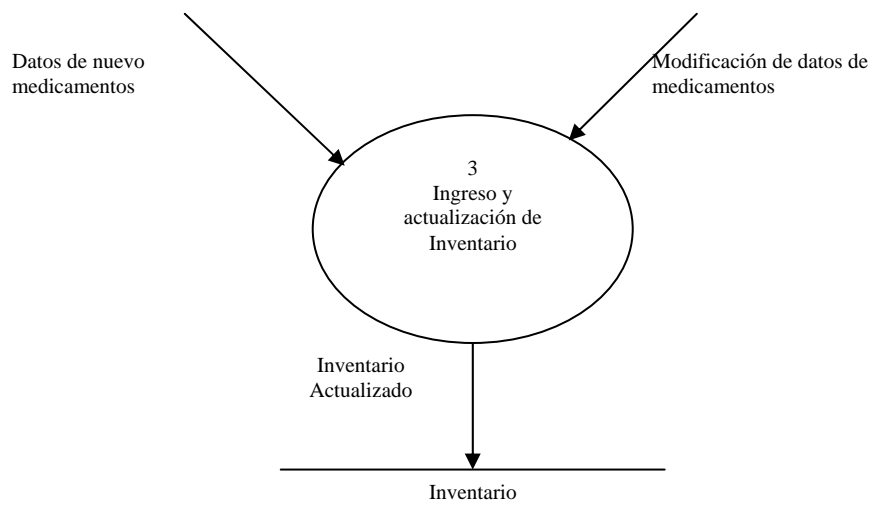 Datos de nuevo
medicamentos
Modificación de datos de
medicamentos
3
Ingreso y
actualización de
Inventario
Inventario
Actualizado
Inventario